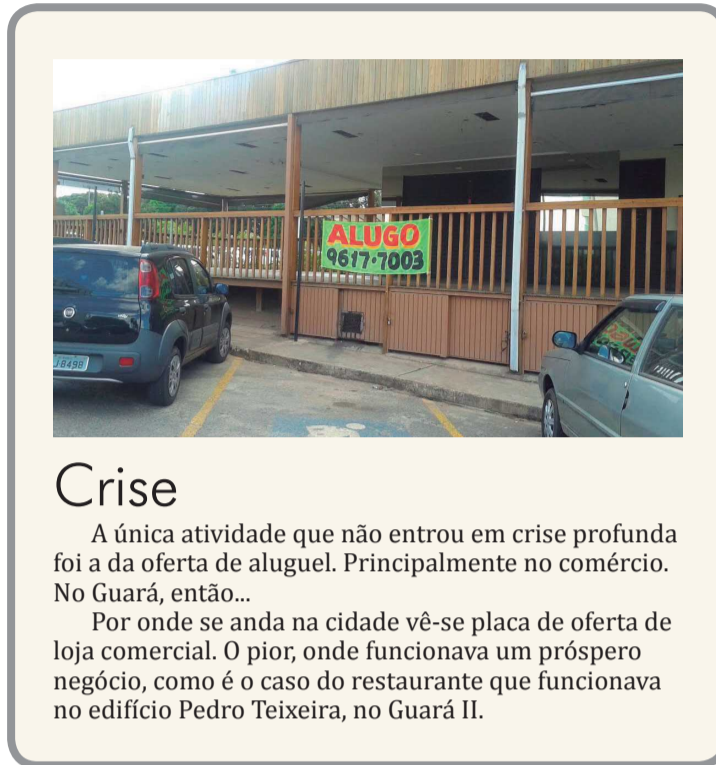 ALUGO
9617-7003
J 8498
Crise
A única atividade que não entrou em crise profunda
foi a da oferta de aluguel. Principalmente no comércio.
No Guará, então...
Por onde se anda na cidade vê-se placa de oferta de
loja comercial. O pior, onde funcionava um próspero
negócio, como é o caso do restaurante que funcionava
no edifício Pedro Teixeira, no Guará II.